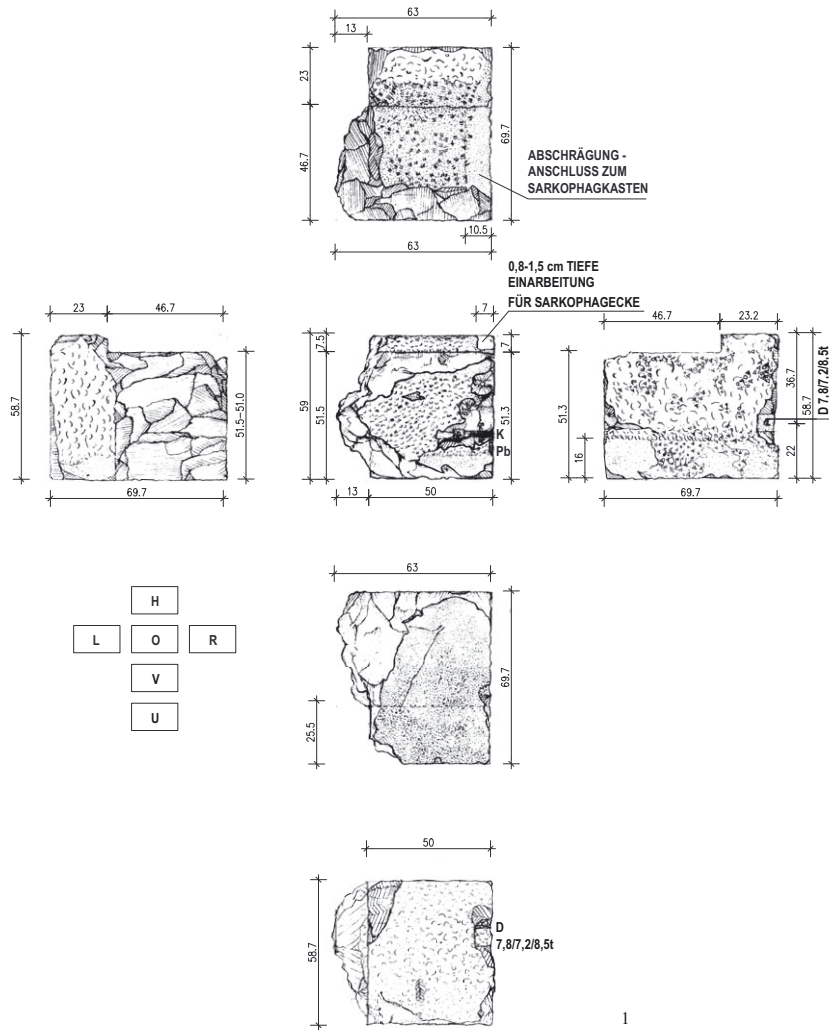 63
13
23
46.7
69.7
ABSCHRÄGUNG -
ANSCHLUSS ZUM
SARKOPHAGKASTEN
10.5
63
0,8-1,5 cm TIEFE
EINARBEITUNG
FÜR SARKOPHAGECKE
23
46.7
58.7
51.5–51.0
69.7
7
7.5
7
59
51.5
51.3
K
Pb
13
50
46.7
23.2
51.3
16
36.7
22
58.7
D 7,8/7,2/8,5t
69.7
63
69.7
25.5
H
L
O
R
V
U
50
58.7
D
7,8/7,2/8,5t
1